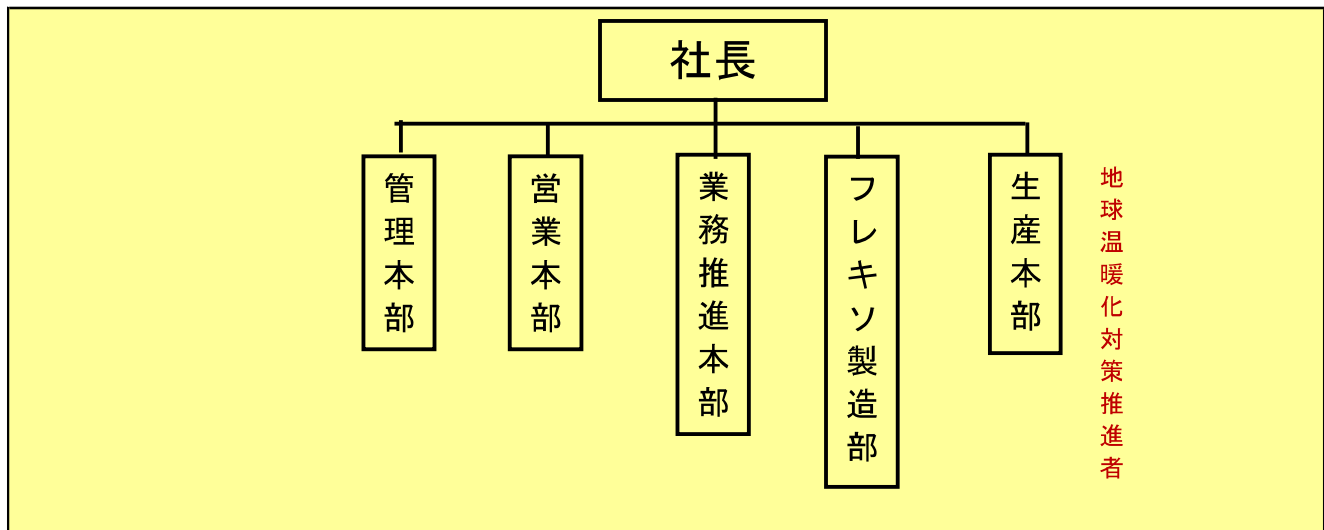 社長
管理本部
営業本部
業務推進本部
フレキソ製造部
生産本部
地球温暖化対策推進者